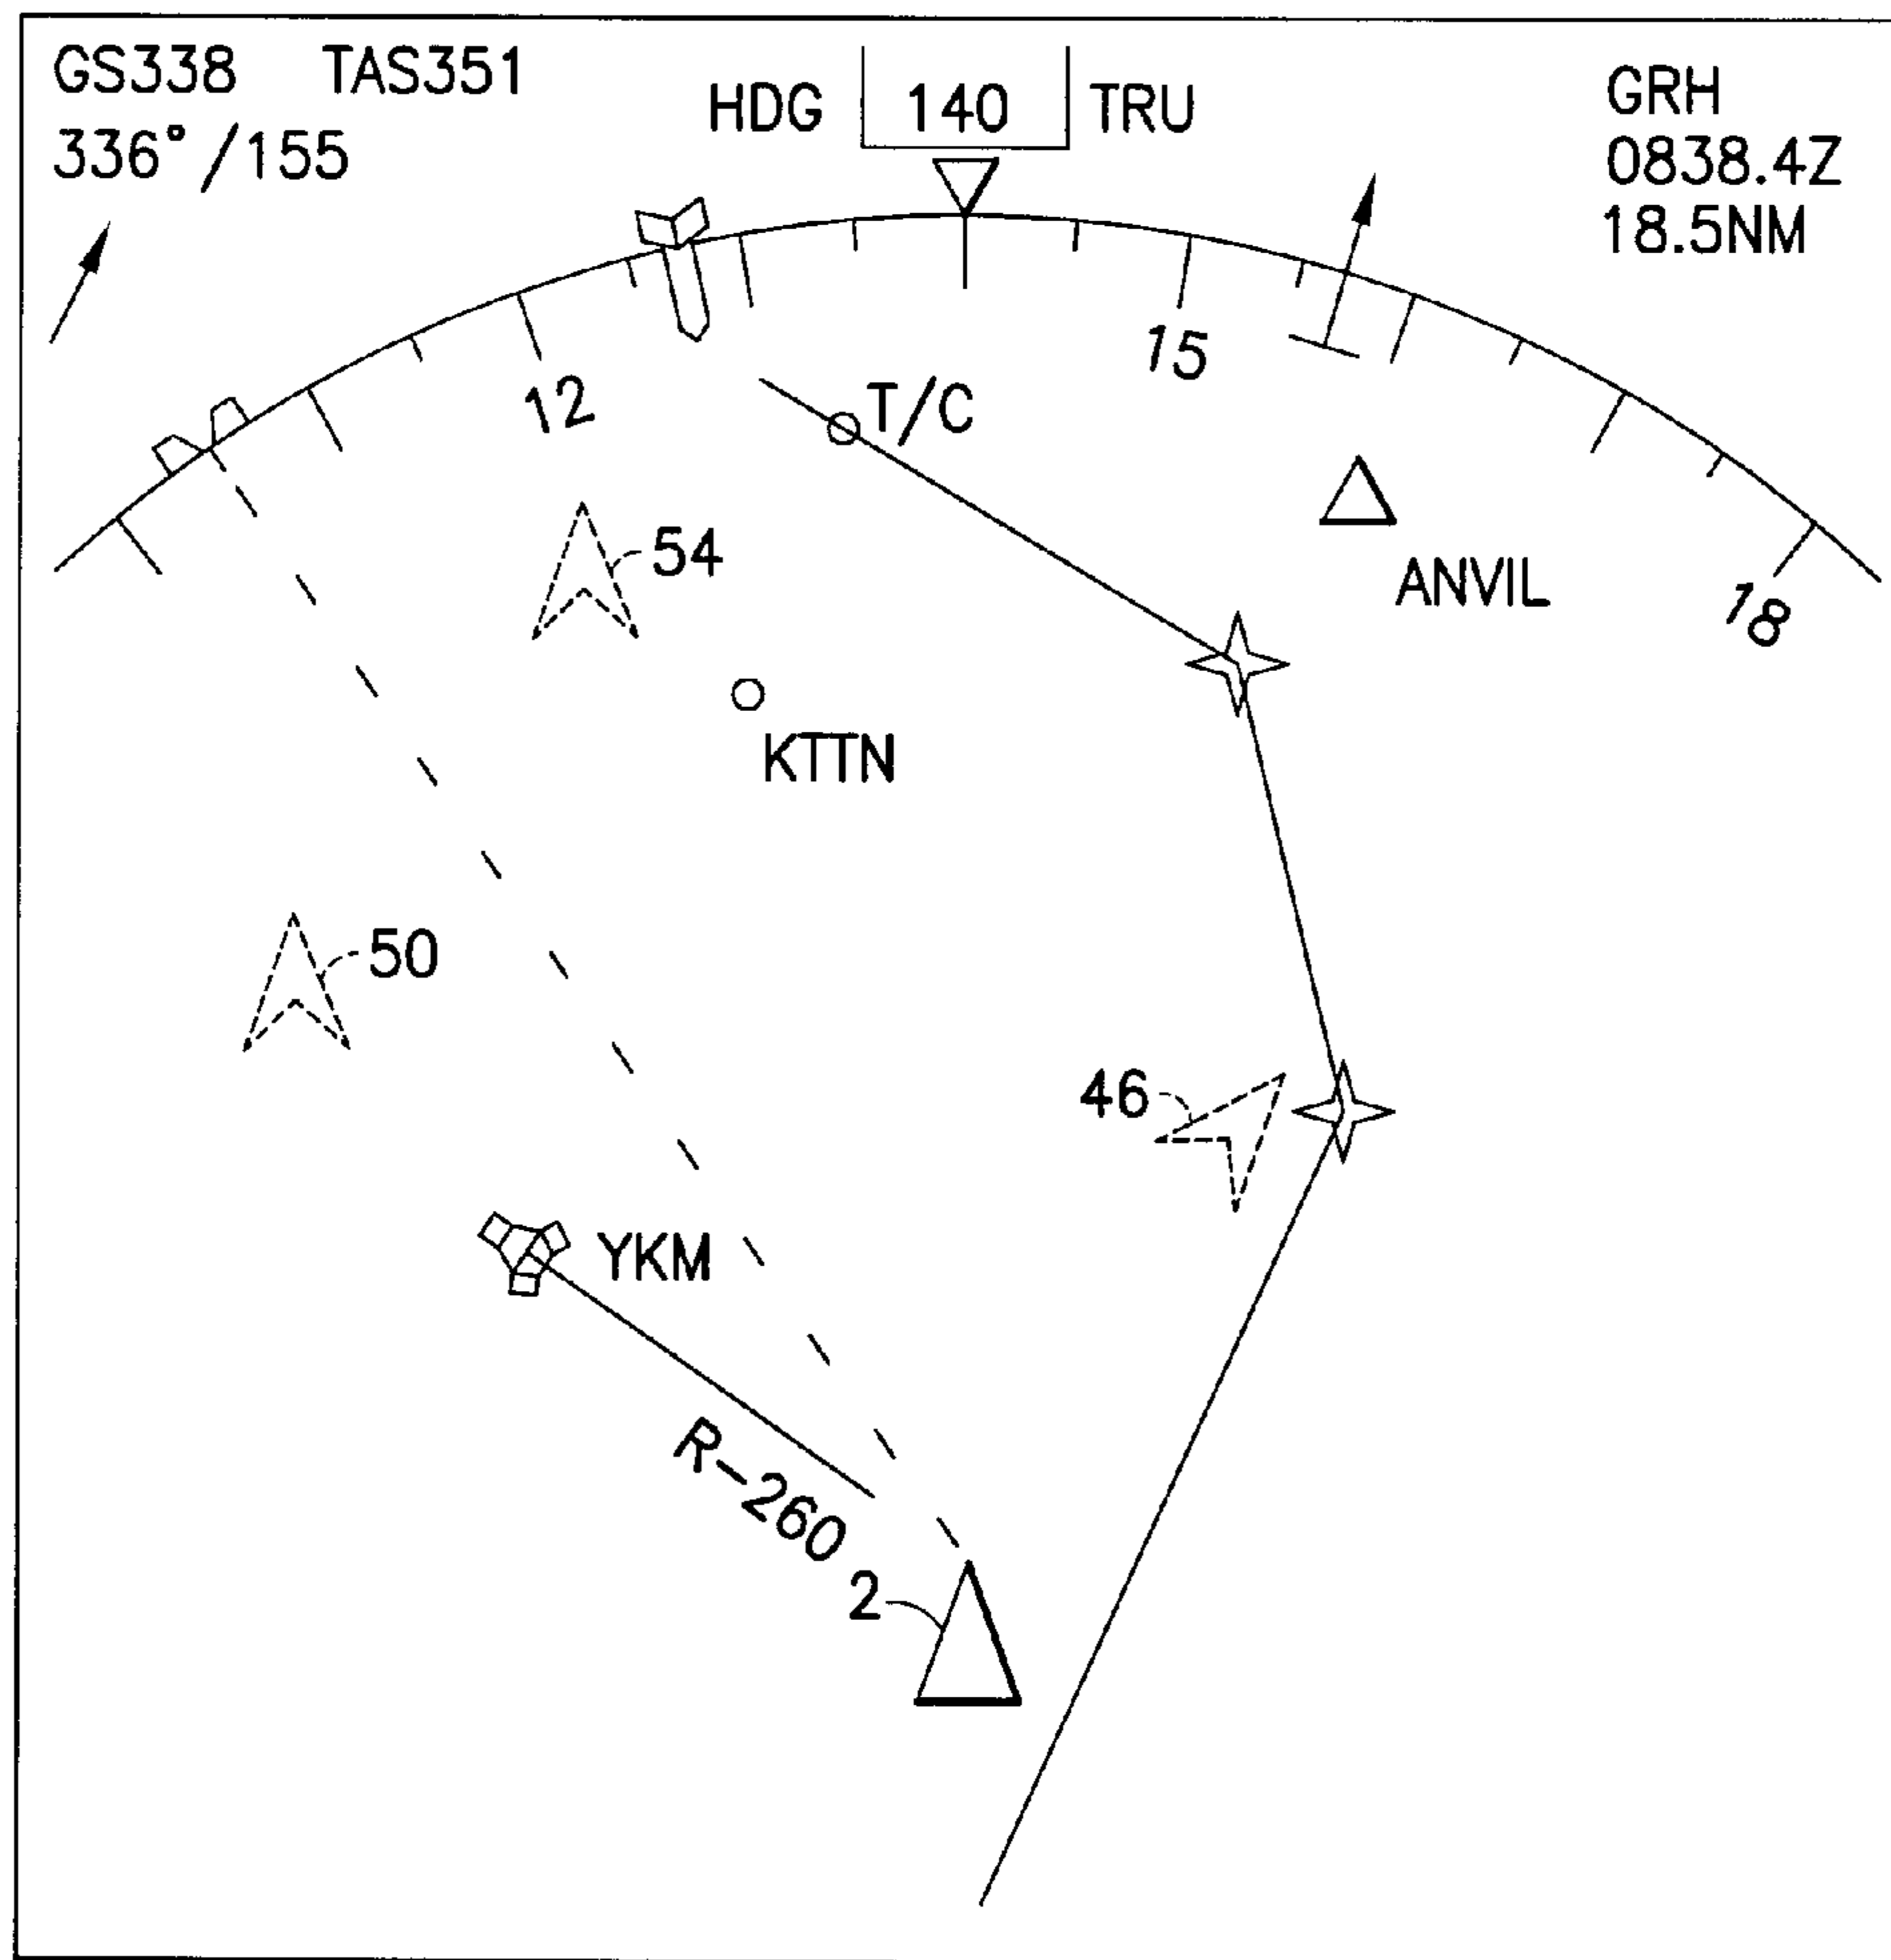 GS338 TAS351
336°/155
HDG 140 TRU
GRH
0838.4Z
18.5NM
12
15
18
T/C
ANVIL
54
KTTN
50
46
YKM
R-260
2